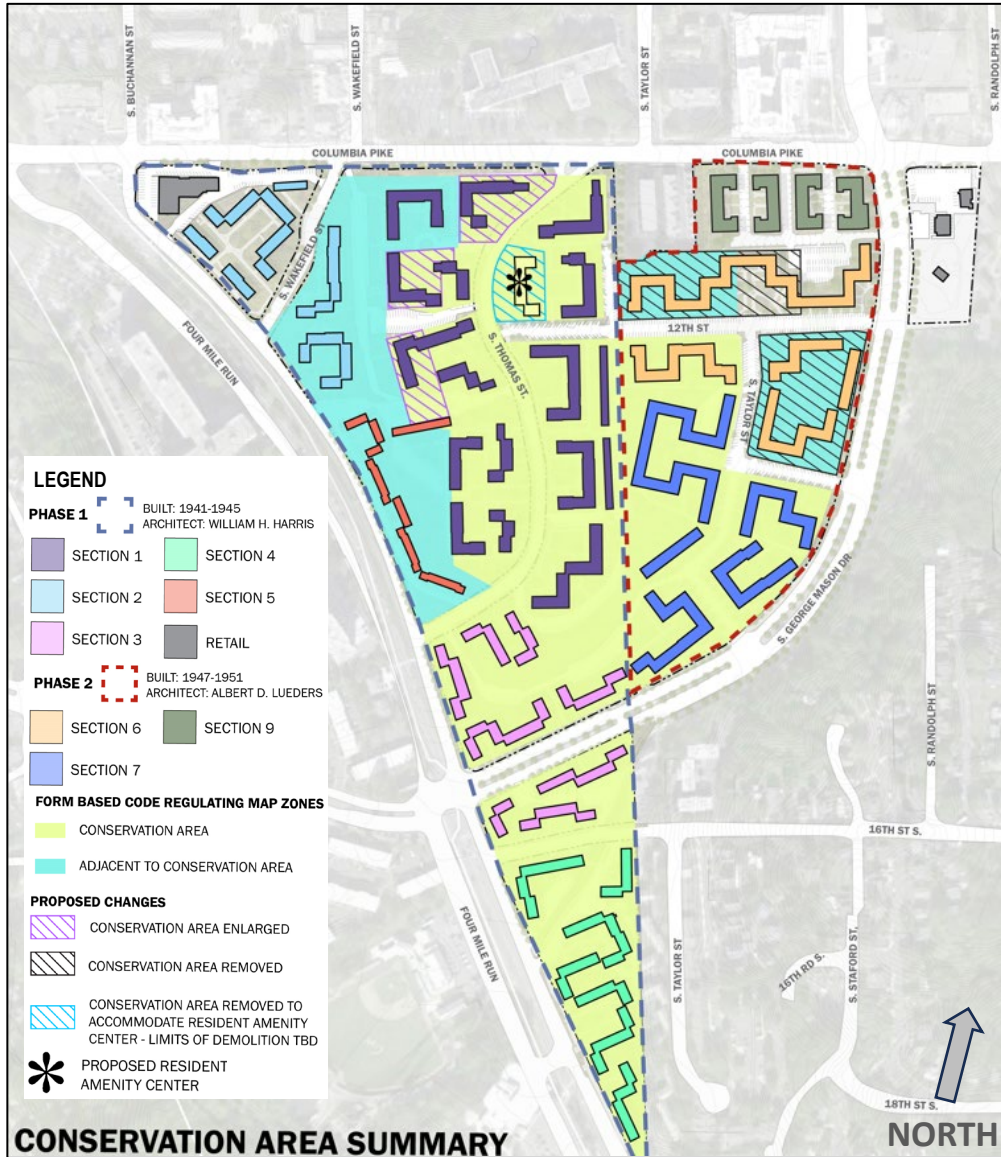 S. BUCHANNAN ST
S. WAKEFIELD ST
S. TAYLOR ST
S. RANDOLPH ST
COLUMBIA PIKE
COLUMBIA PIKE
S. WAKEFIELD ST
FOUR MILE RUN
S. THOMAS ST.
12TH ST
S. TAYLOR ST
S. GEORGE MASON DR
S. RANDOLPH ST
16TH ST S.
FOUR MILE RUN
S. TAYLOR ST
16TH RD S.
S. STAFORD ST,
18TH ST S.
LEGEND
PHASE 1
BUILT: 1941-1945
ARCHITECT: WILLIAM H. HARRIS
SECTION 1
SECTION 4
SECTION 2
SECTION 5
SECTION 3
RETAIL
PHASE 2
BUILT: 1947-1951
ARCHITECT: ALBERT D. LUEDERS
SECTION 6
SECTION 9
SECTION 7
FORM BASED CODE REGULATING MAP ZONES
CONSERVATION AREA
ADJACENT TO CONSERVATION AREA
PROPOSED CHANGES
CONSERVATION AREA ENLARGED
CONSERVATION AREA REMOVED
CONSERVATION AREA REMOVED TO
ACCOMMODATE RESIDENT AMENITY
CENTER - LIMITS OF DEMOLITION TBD
PROPOSED RESIDENT
AMENITY CENTER
CONSERVATION AREA SUMMARY
NORTH